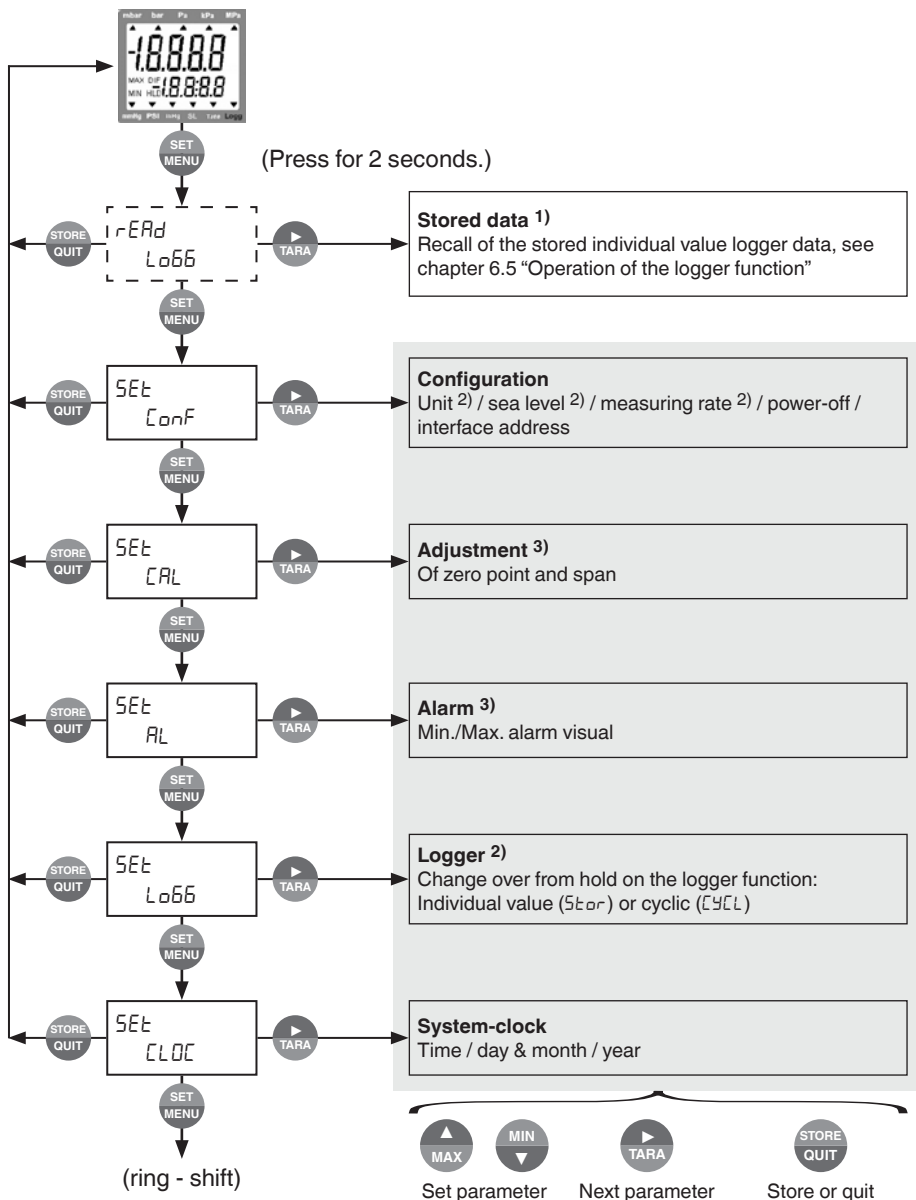 mbar bar Pa kPa MPa
-1.8.8.8.8
MAX DIF
MIN HLD -1.8.8:8.8
mmHg PSI inHg SL Tara Logg
SET
MENU
(Press for 2 seconds.)
STORE
QUIT
rEAd
LoGG
▶
TARA
Stored data 1)
Recall of the stored individual value logger data, see
chapter 6.5 “Operation of the logger function”
SET
MENU
STORE
QUIT
SEt
ConF
▶
TARA
Configuration
Unit 2) / sea level 2) / measuring rate 2) / power-off /
interface address
SET
MENU
STORE
QUIT
SEt
CAL
▶
TARA
Adjustment 3)
Of zero point and span
SET
MENU
STORE
QUIT
SEt
AL
▶
TARA
Alarm 3)
Min./Max. alarm visual
SET
MENU
STORE
QUIT
SEt
LoGG
▶
TARA
Logger 2)
Change over from hold on the logger function:
Individual value (Stor) or cyclic (CYCL)
SET
MENU
STORE
QUIT
SEt
CLOC
▶
TARA
System-clock
Time / day & month / year
SET
MENU
(ring - shift)
▲
MAX
MIN
▼
Set parameter
▶
TARA
Next parameter
STORE
QUIT
Store or quit